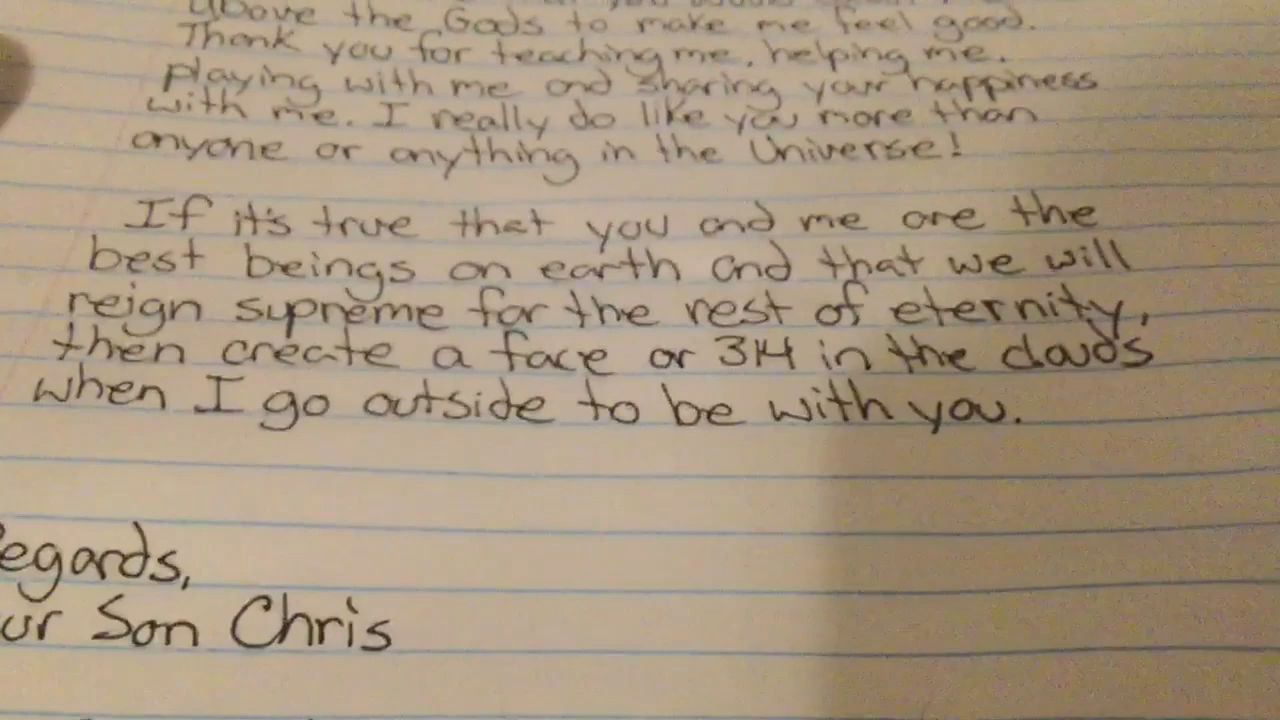 above the Gods to make me feel good.
Thank you for teaching me, helping me,
playing with me and sharing your happiness
with me. I really do like you more than
anyone or anything in the Universe!
If it's true that you and me are the
best beings on earth and that we will
reign supreme for the rest of eternity,
then create a face or 314 in the clouds
when I go outside to be with you.
egards,
ur Son Chris